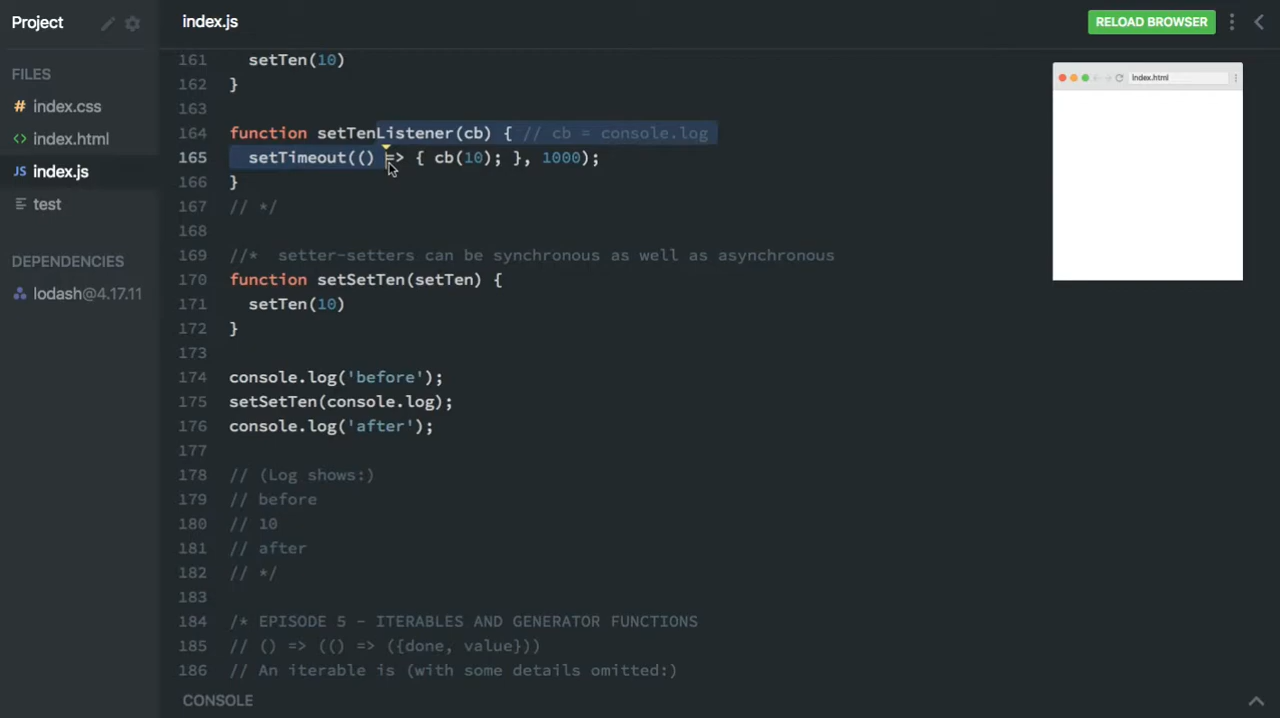 Project
index.js
RELOAD BROWSER
FILES
# index.css
<> index.html
JS index.js
test
DEPENDENCIES
lodash@4.17.11
161 setTen(10)
162 }
163
164 function setTenListener(cb) { // cb = console.log
165 setTimeout(() => { cb(10); }, 1000);
166 }
167 // */
168
169 //*  setter-setters can be synchronous as well as asynchronous
170 function setSetTen(setTen) {
171 setTen(10)
172 }
173
174 console.log('before');
175 setSetTen(console.log);
176 console.log('after');
177
178 // (Log shows:)
179 // before
180 // 10
181 // after
182 // */
183
184 /* EPISODE 5 - ITERABLES AND GENERATOR FUNCTIONS
185 // () => (() => ({done, value}))
186 // An iterable is (with some details omitted:)
CONSOLE
index.html